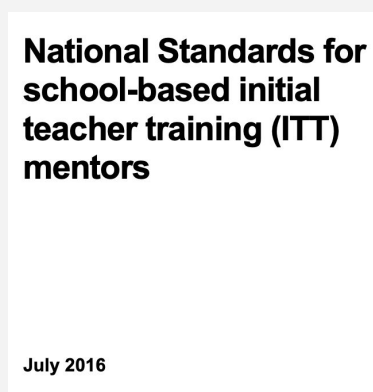 National Standards for
school-based initial
teacher training (ITT)
mentors
July 2016